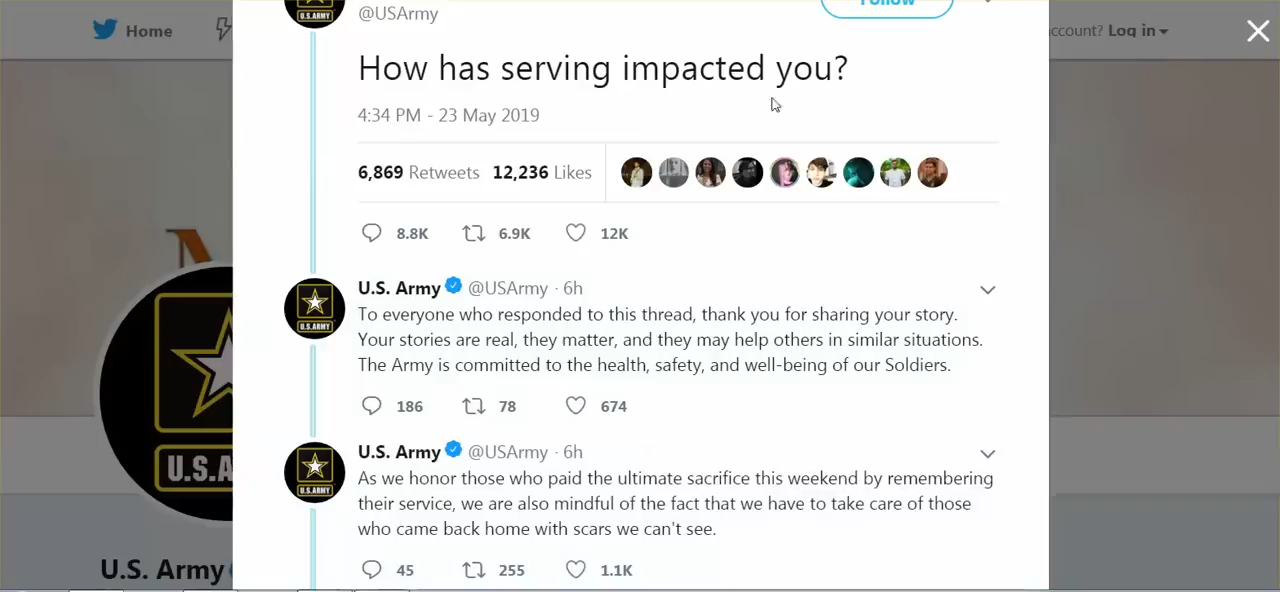 Home
ccount? Log in
U.S.ARMY
@USArmy
Follow
How has serving impacted you?
4:34 PM - 23 May 2019
6,869 Retweets 12,236 Likes
8.8K 6.9K 12K
U.S. Army @USArmy · 6h
U.S.ARMY
To everyone who responded to this thread, thank you for sharing your story.
Your stories are real, they matter, and they may help others in similar situations.
The Army is committed to the health, safety, and well-being of our Soldiers.
186 78 674
U.S. Army @USArmy · 6h
U.S.ARMY
As we honor those who paid the ultimate sacrifice this weekend by remembering
their service, we are also mindful of the fact that we have to take care of those
who came back home with scars we can't see.
45 255 1.1K
U.S.A
U.S. Army